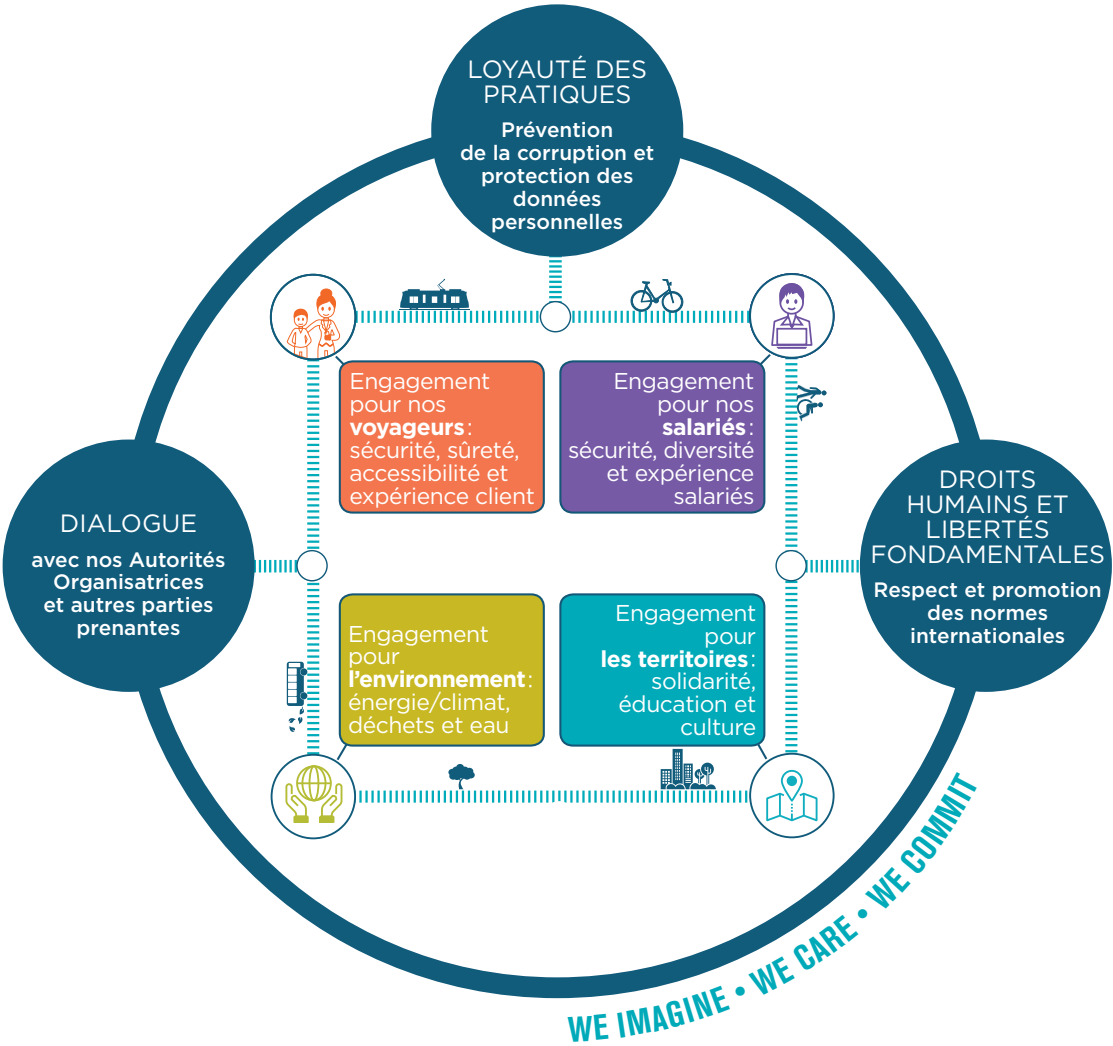 LOYAUTÉ DES
PRATIQUES
Prévention
de la corruption et
protection des
données
personnelles
Engagement
pour nos
voyageurs :
sécurité, sûreté,
accessibilité et
expérience client
Engagement
pour nos
salariés :
sécurité, diversité
et expérience
salariés
DIALOGUE
avec nos Autorités
Organisatrices
et autres parties
prenantes
DROITS
HUMAINS ET
LIBERTÉS
FONDAMENTALES
Respect et promotion
des normes
internationales
Engagement
pour
l'environnement :
énergie/climat,
déchets et eau
Engagement
pour
les territoires :
solidarité,
éducation et
culture
WE IMAGINE • WE CARE • WE COMMIT